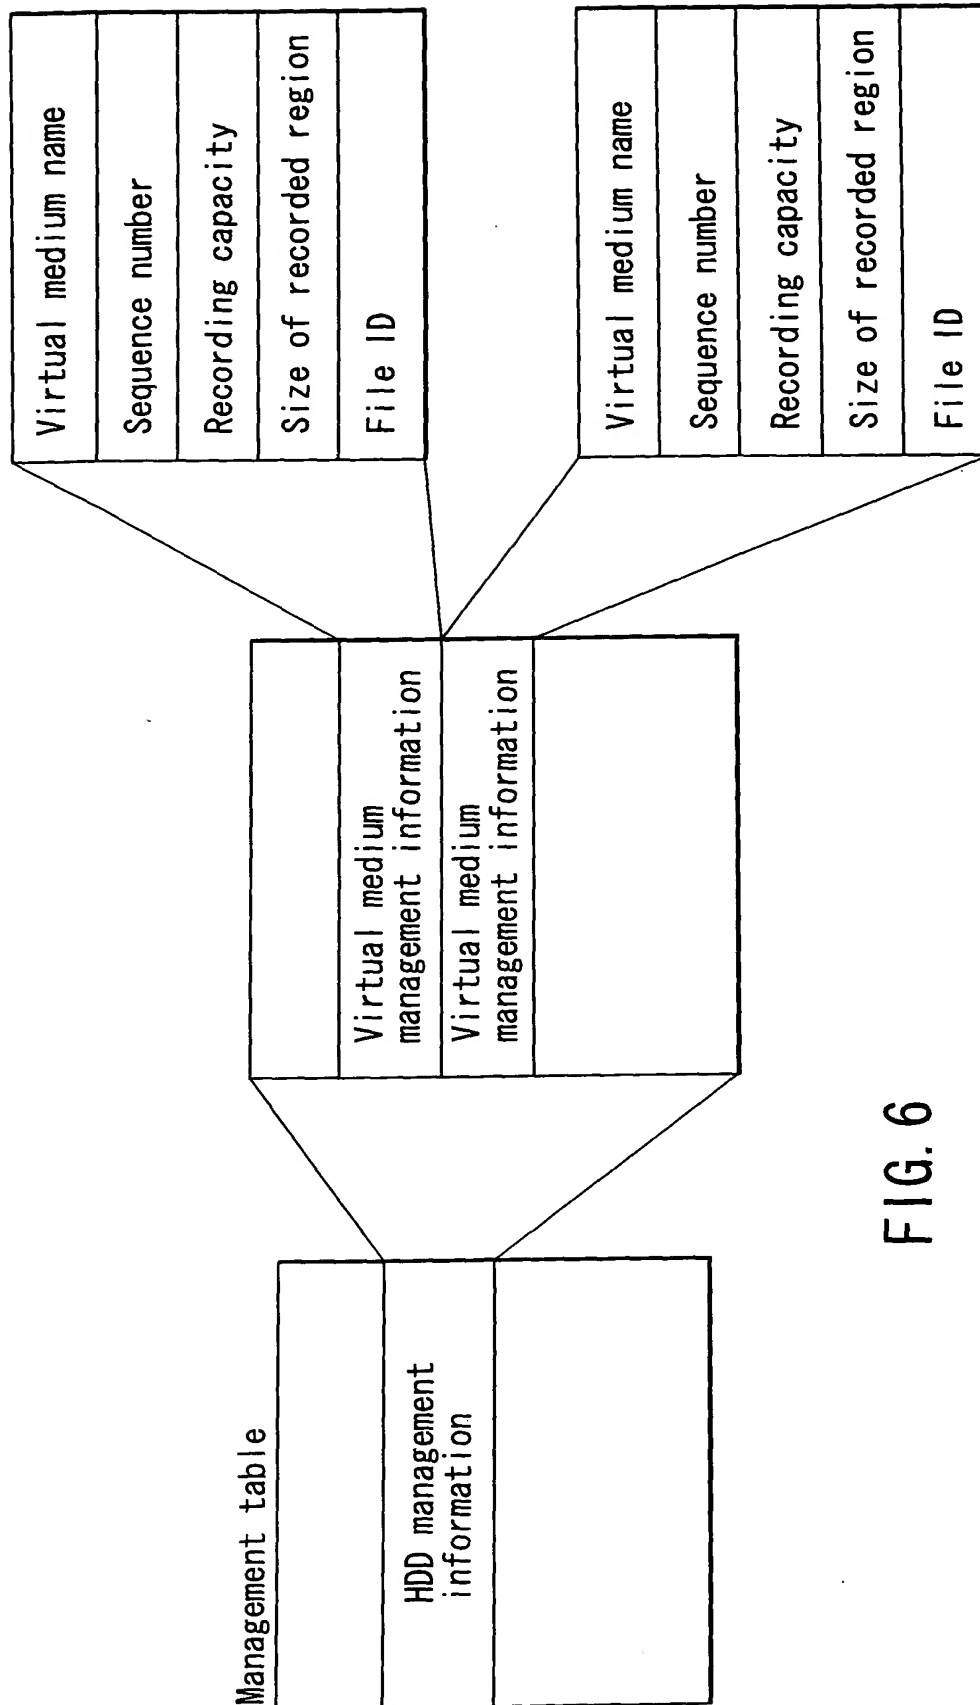 Management table
HDD management
information
Virtual medium
management information
Virtual medium
management information
Virtual medium name
Sequence number
Recording capacity
Size of recorded region
File ID
Virtual medium name
Sequence number
Recording capacity
Size of recorded region
File ID
FIG. 6